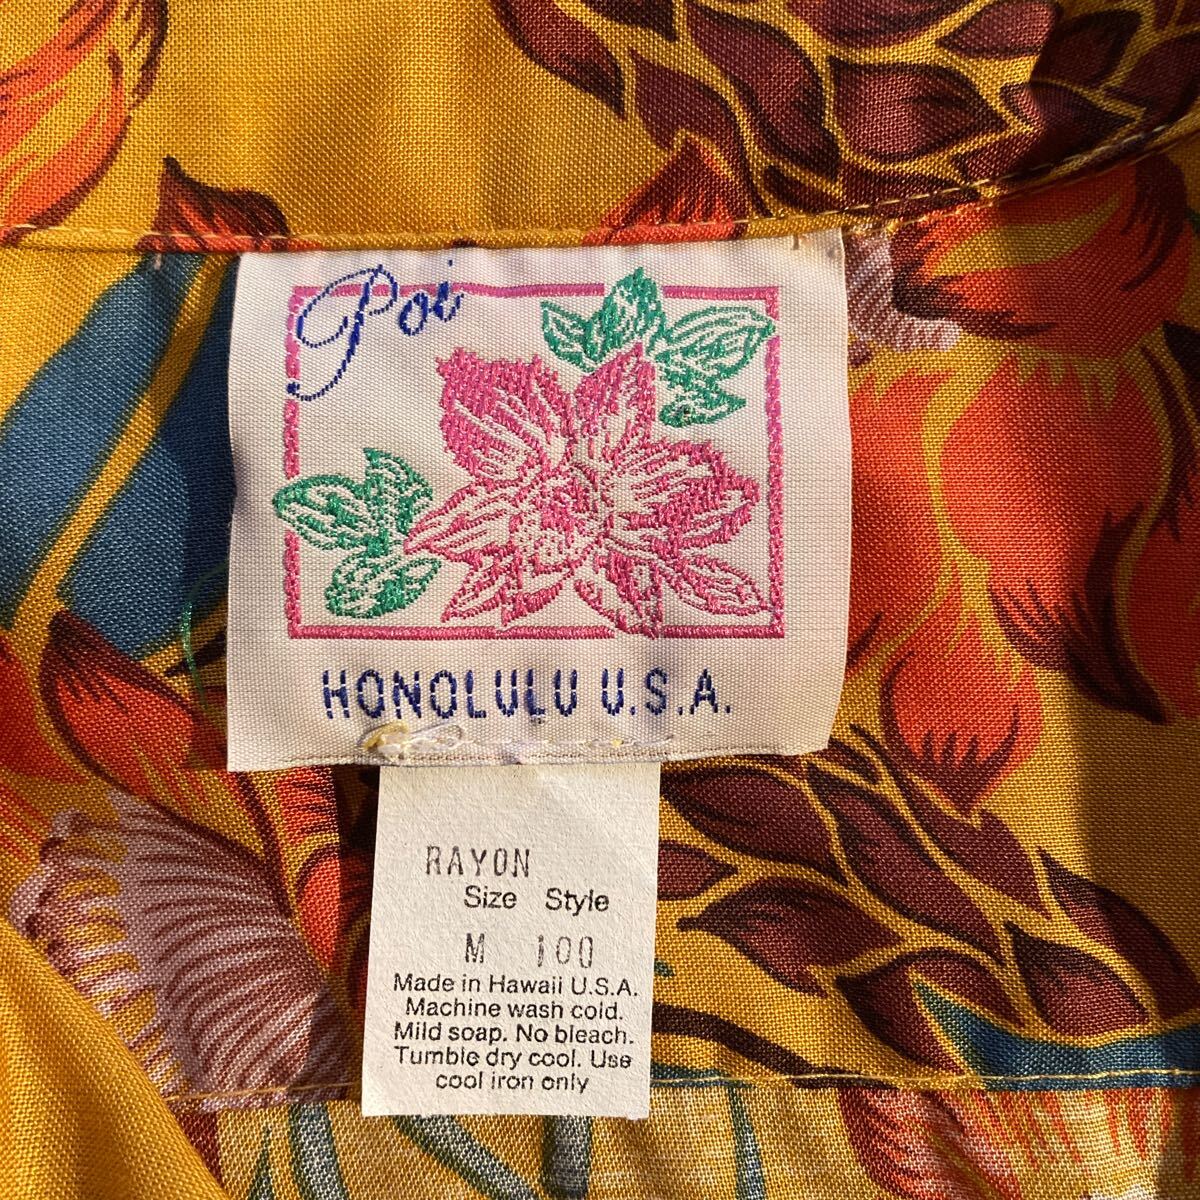 Poi
HONOLULU U.S.A.
RAYON
Size Style
M 100
Made in Hawaii U.S.A.
Machine wash cold.
Mild soap. No bleach.
Tumble dry cool. Use
cool iron only